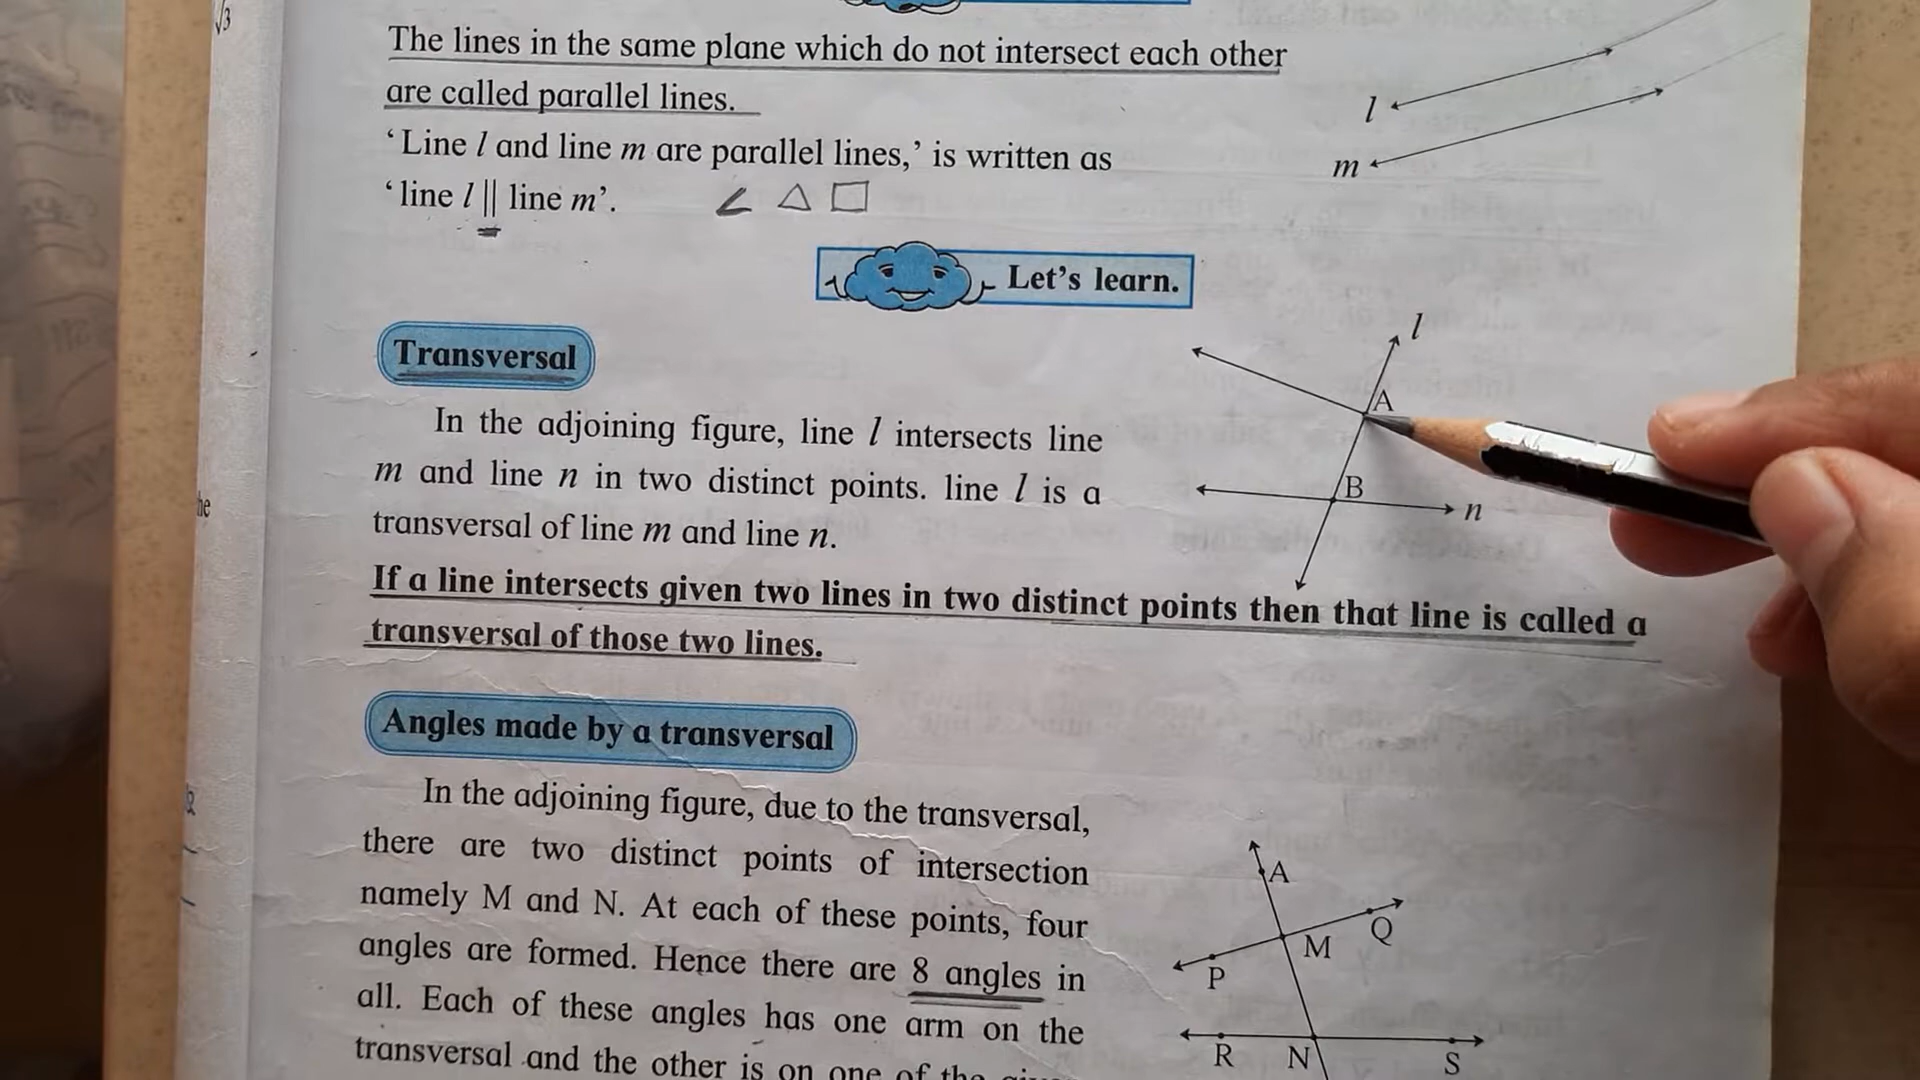 √3
The lines in the same plane which do not intersect each other
are called parallel lines.
l
m
‘Line l and line m are parallel lines,’ is written as
‘line l || line m’.
∠ △ □
Let’s learn.
Transversal
l
A
B
n
In the adjoining figure, line l intersects line
m and line n in two distinct points. line l is a
transversal of line m and line n.
he
If a line intersects given two lines in two distinct points then that line is called a
transversal of those two lines.
Angles made by a transversal
In the adjoining figure, due to the transversal,
there are two distinct points of intersection
namely M and N. At each of these points, four
angles are formed. Hence there are 8 angles in
all. Each of these angles has one arm on the
transversal and the other is on one of the
A
Q
M
P
R
N
S